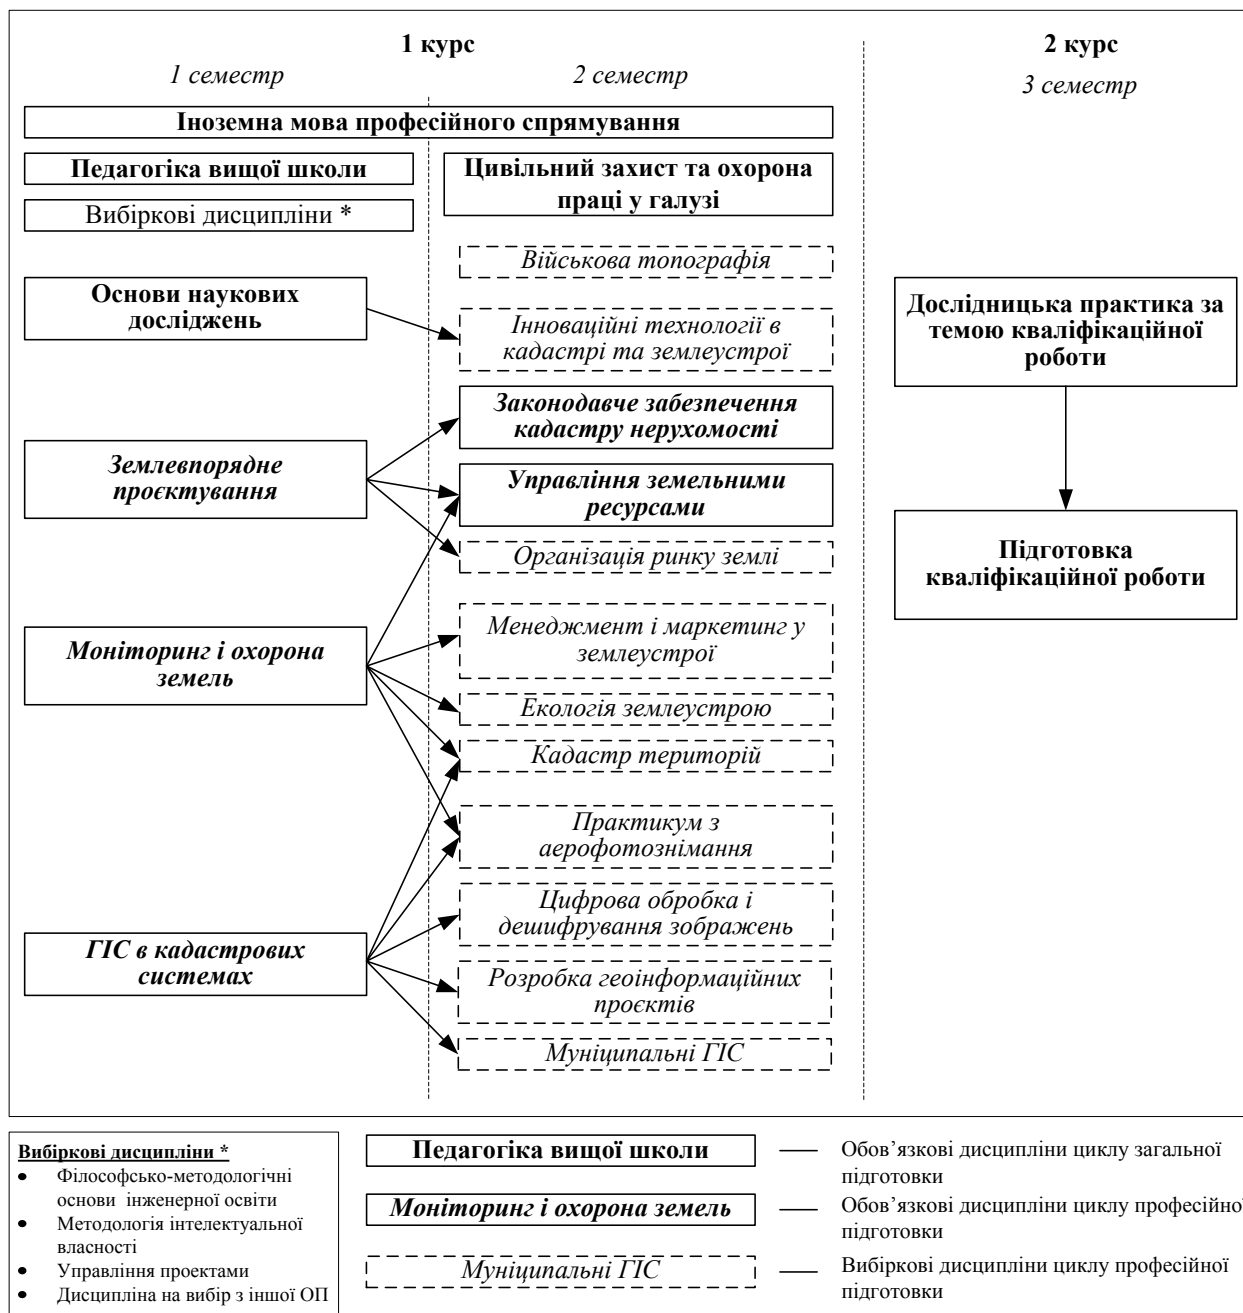 1 курс
2 курс
1 семестр
2 семестр
3 семестр
Іноземна мова професійного спрямування
Педагогіка вищої школи
Вибіркові дисципліни *
Цивільний захист та охорона
праці у галузі
Військова топографія
Основи наукових
досліджень
Інноваційні технології в
кадастрі та землеустрої
Законодавче забезпечення
кадастру нерухомості
Землевпорядне
проєктування
Управління земельними
ресурсами
Організація ринку землі
Моніторинг і охорона
земель
Менеджмент і маркетинг у
землеустрої
Екологія землеустрою
Кадастр територій
Практикум з
аерофотознімання
ГІС в кадастрових
системах
Цифрова обробка і
дешифрування зображень
Розробка геоінформаційних
проєктів
Муніципальні ГІС
Дослідницька практика за
темою кваліфікаційної
роботи
Підготовка
кваліфікаційної роботи
Вибіркові дисципліни *
• Філософсько-методологічні
основи інженерної освіти
• Методологія інтелектуальної
власності
• Управління проектами
• Дисципліна на вибір з іншої ОП
Педагогіка вищої школи
Обов’язкові дисципліни циклу загальної
підготовки
Моніторинг і охорона земель
Обов’язкові дисципліни циклу професійної
підготовки
Муніципальні ГІС
Вибіркові дисципліни циклу професійної
підготовки